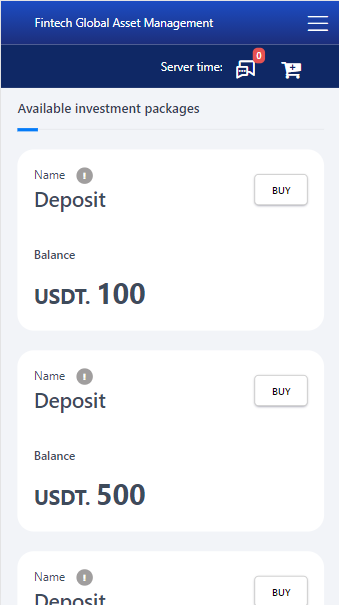 Fintech Global Asset Management
Server time:
0
Available investment packages
Name
Deposit
BUY
Balance
USDT. 100
Name
Deposit
BUY
Balance
USDT. 500
Name
Deposit
BUY